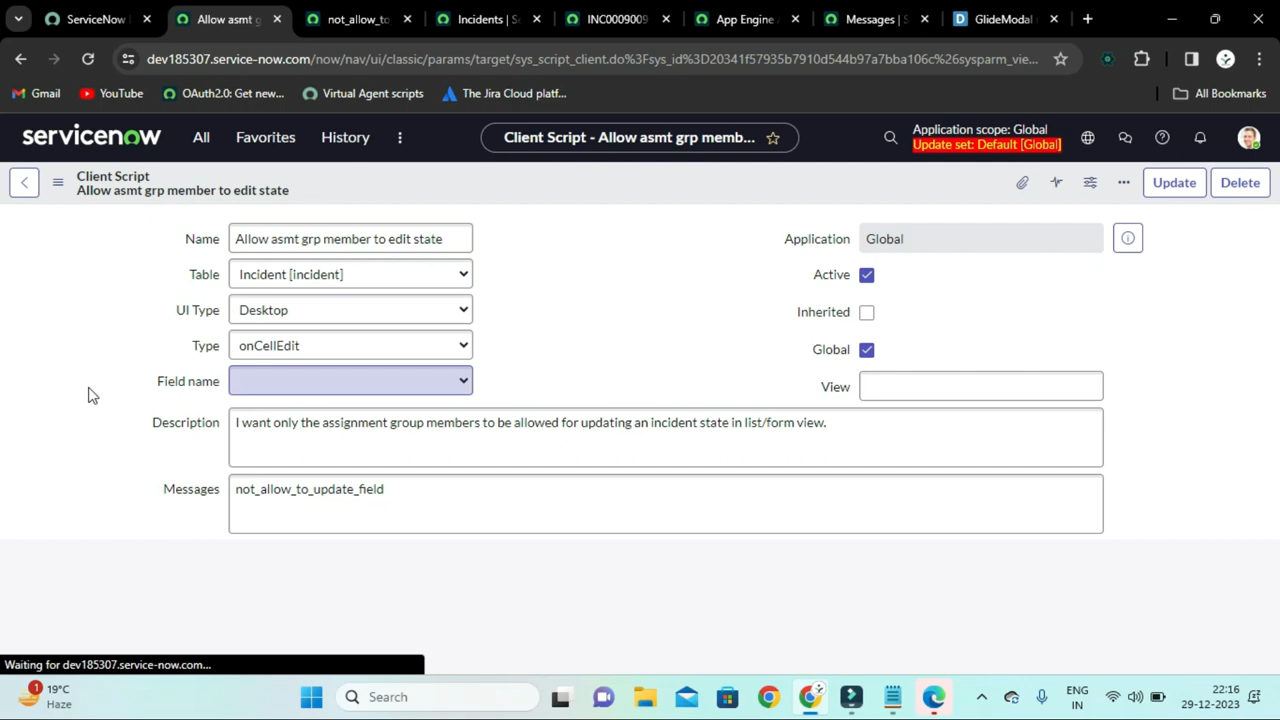 ServiceNow
Allow asmt g
not_allow_to
Incidents | S
INC0009009
App Engine
Messages | S
GlideModal
dev185307.service-now.com/now/nav/ui/classic/params/target/sys_script_client.do%3Fsys_id%3D20341f57935b7910d544b97a7bba106c%26sysparm_vie...
Gmail
YouTube
OAuth2.0: Get new...
Virtual Agent scripts
The Jira Cloud platf...
All Bookmarks
servicenow
All
Favorites
History
Client Script - Allow asmt grp memb...
Application scope: Global
Update set: Default [Global]
Client Script
Allow asmt grp member to edit state
Update
Delete
Name
Allow asmt grp member to edit state
Application
Global
Table
Incident [incident]
Active
UI Type
Desktop
Inherited
Type
onCellEdit
Global
Field name
View
Description
I want only the assignment group members to be allowed for updating an incident state in list/form view.
Messages
not_allow_to_update_field
Waiting for dev185307.service-now.com...
1
19°C
Haze
Search
ENG
IN
22:16
29-12-2023